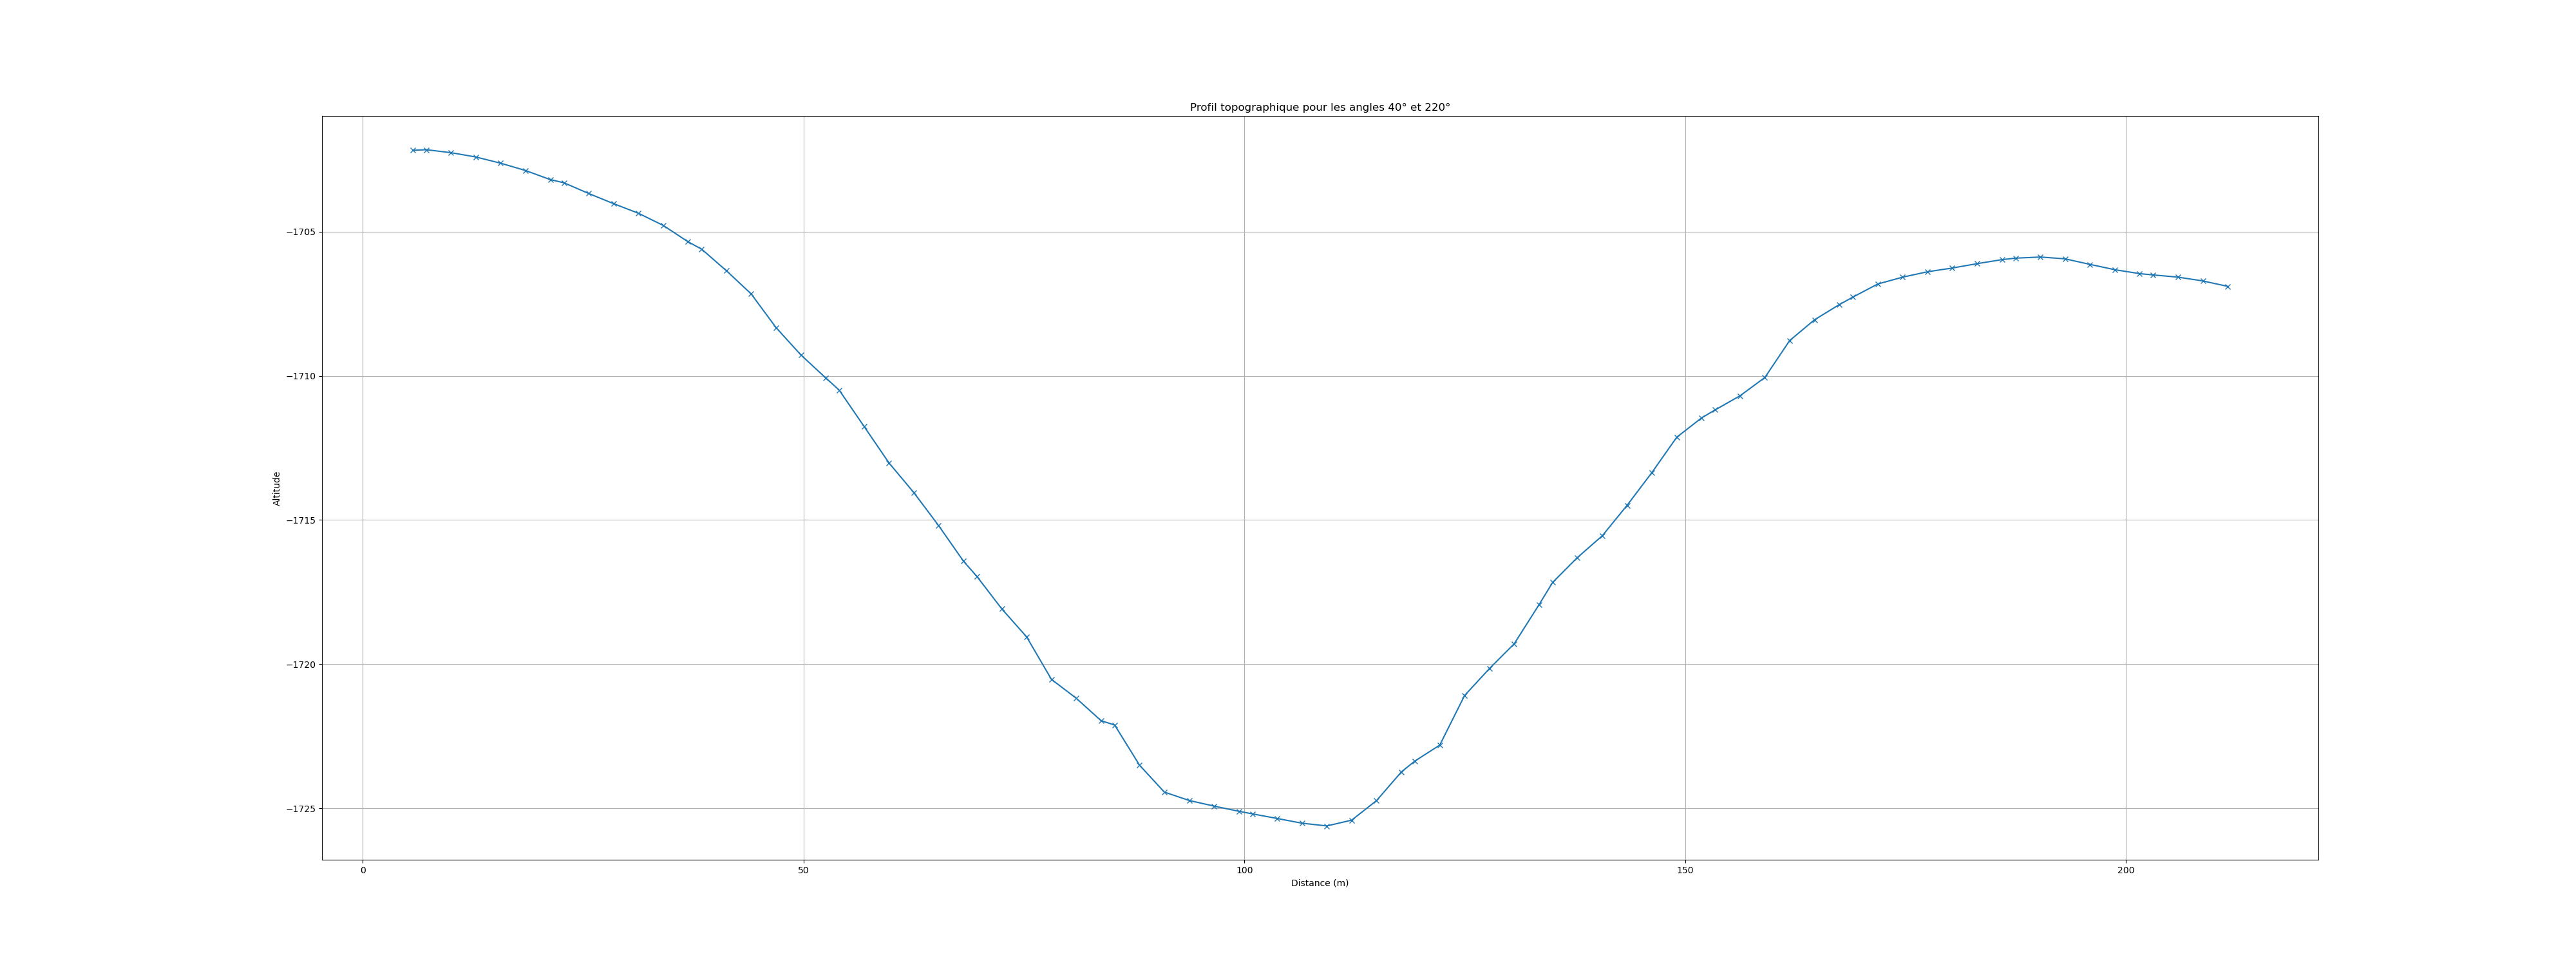 Profil topographique pour les angles 40° et 220°
Altitude
−1705
−1710
−1715
−1720
−1725
0 50 100 150 200
Distance (m)